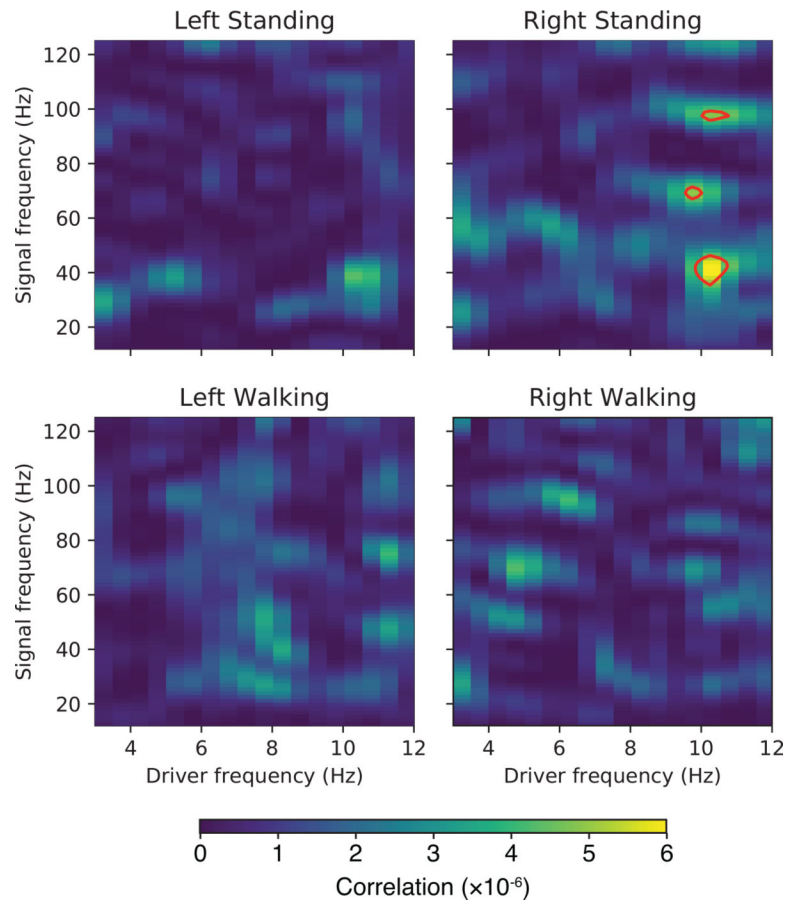 Left Standing
Right Standing
Signal frequency (Hz)
120
100
80
60
40
20
Left Walking
Right Walking
Signal frequency (Hz)
120
100
80
60
40
20
4 6 8 10 12
4 6 8 10 12
Driver frequency (Hz)
Driver frequency (Hz)
0 1 2 3 4 5 6
Correlation (×10⁻⁶)